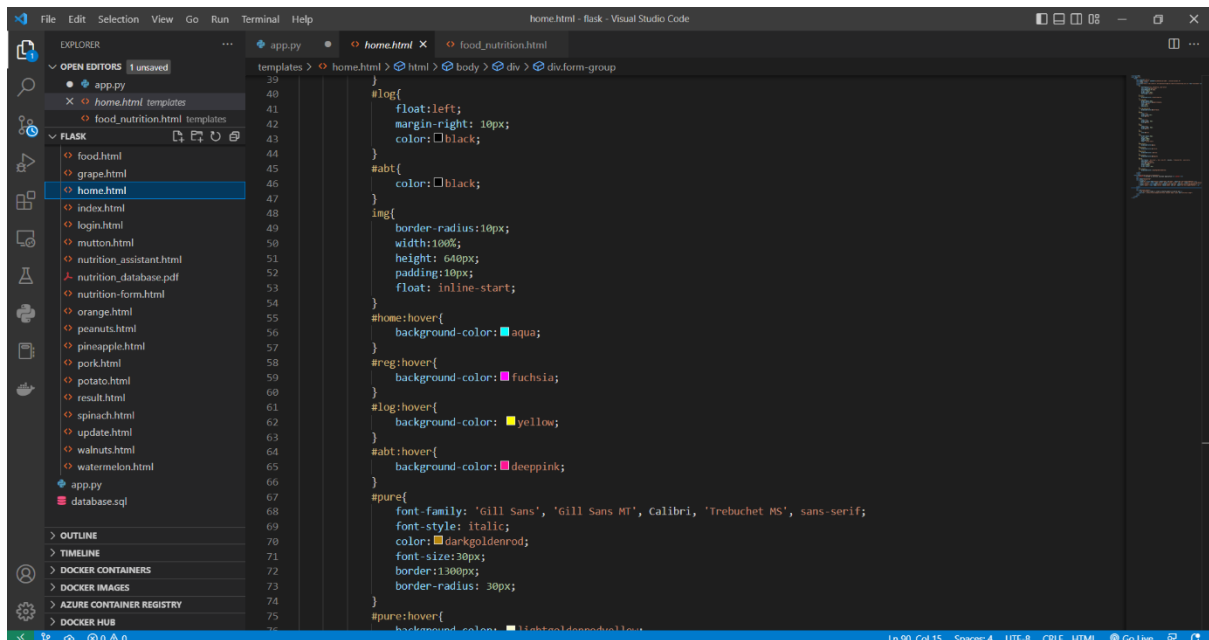 File Edit Selection View Go Run Terminal Help
home.html - flask - Visual Studio Code
EXPLORER
OPEN EDITORS 1 unsaved
app.py
home.html templates
food_nutrition.html templates
FLASK
food.html
grape.html
home.html
index.html
login.html
mutton.html
nutrition_assistant.html
nutrition_database.pdf
nutrition-form.html
orange.html
peanuts.html
pineapple.html
pork.html
potato.html
result.html
spinach.html
update.html
walnuts.html
watermelon.html
app.py
database.sql
OUTLINE
TIMELINE
DOCKER CONTAINERS
DOCKER IMAGES
AZURE CONTAINER REGISTRY
DOCKER HUB
app.py home.html food_nutrition.html
templates > home.html > html > body > div > div.form-group
39 }
40 #log{
41 float:left;
42 margin-right: 10px;
43 color:black;
44 }
45 #abt{
46 color:black;
47 }
48 img{
49 border-radius:10px;
50 width:100%;
51 height: 640px;
52 padding:10px;
53 float: inline-start;
54 }
55 #home:hover{
56 background-color:aqua;
57 }
58 #reg:hover{
59 background-color:fuchsia;
60 }
61 #log:hover{
62 background-color: yellow;
63 }
64 #abt:hover{
65 background-color:deeppink;
66 }
67 #pure{
68 font-family: 'Gill Sans', 'Gill Sans MT', Calibri, 'Trebuchet MS', sans-serif;
69 font-style: italic;
70 color:darkgoldenrod;
71 font-size:30px;
72 border:1300px;
73 border-radius: 30px;
74 }
75 #pure:hover{
76 background-color: lightgoldenrodyellow;
0 0 Ln 90, Col 15 Spaces: 4 UTF-8 CRLF HTML Go Live